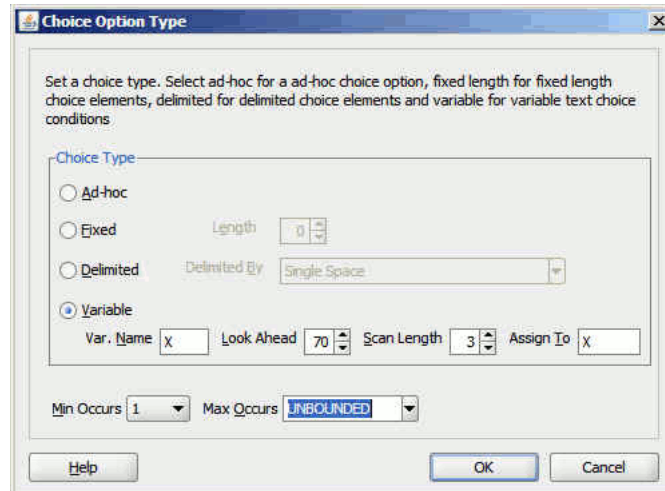 Choice Option Type
Set a choice type. Select ad-hoc for a ad-hoc choice option, fixed length for fixed length
choice elements, delimited for delimited choice elements and variable for variable text choice
conditions
Choice Type
Ad-hoc
Fixed Length 0
Delimited Delimited By Single Space
Variable
Var. Name X Look Ahead 70 Scan Length 3 Assign To X
Min Occurs 1 Max Occurs UNBOUNDED
Help OK Cancel